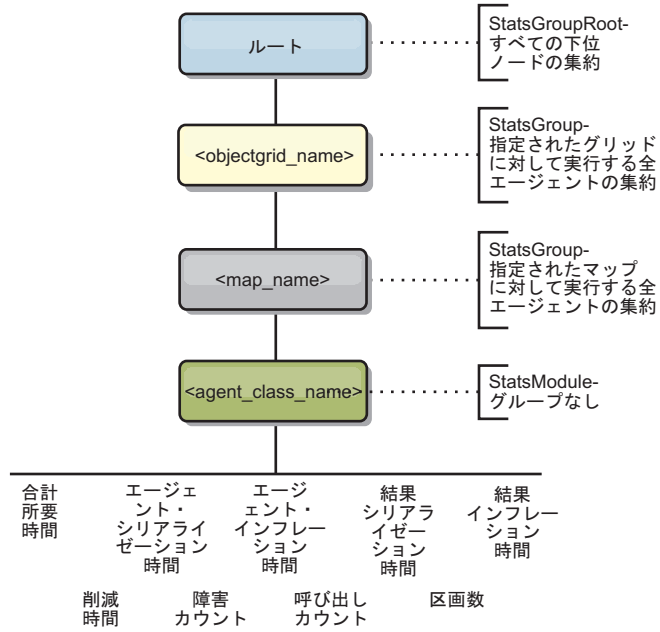 ルート
StatsGroupRoot-
すべての下位
ノードの集約
<objectgrid_name>
StatsGroup-
指定されたグリッド
に対して実行する全
エージェントの集約
<map_name>
StatsGroup-
指定されたマップ
に対して実行する全
エージェントの集約
<agent_class_name>
StatsModule-
グループなし
合計
所要
時間
エージェ
ント・
シリアライ
ゼーション
時間
エージ
ェント・
インフレー
ション
時間
結果
シリアラ
イゼー
ション
時間
結果
インフレー
ション
時間
削減
時間
障害
カウント
呼び出し
カウント
区画数